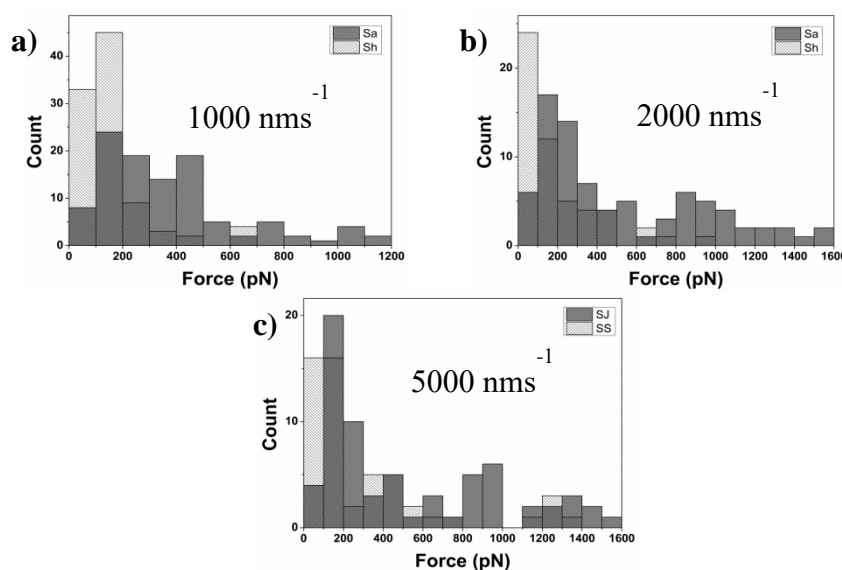 a)
Sa
Sh
1000 nms-1
Count
40
30
20
10
0
0 200 400 600 800 1000 1200
Force (pN)
b)
Sa
Sh
2000 nms-1
Count
20
10
0
0 200 400 600 800 1000 1200 1400 1600
Force (pN)
c)
SJ
SS
5000 nms-1
Count
20
10
0
0 200 400 600 800 1000 1200 1400 1600
Force (pN)